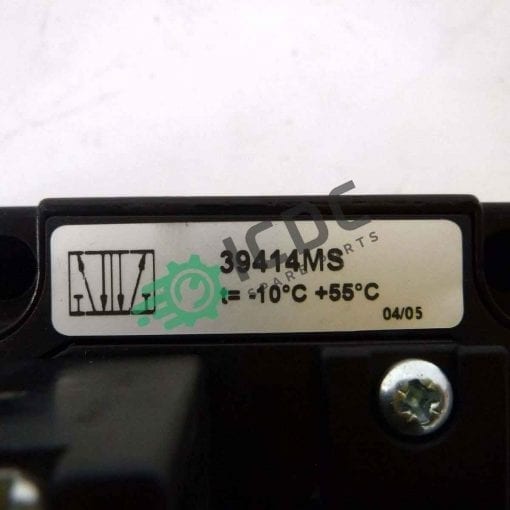 39414MS
t= -10°C +55°C
04/05
ICDC
SPARE PARTS